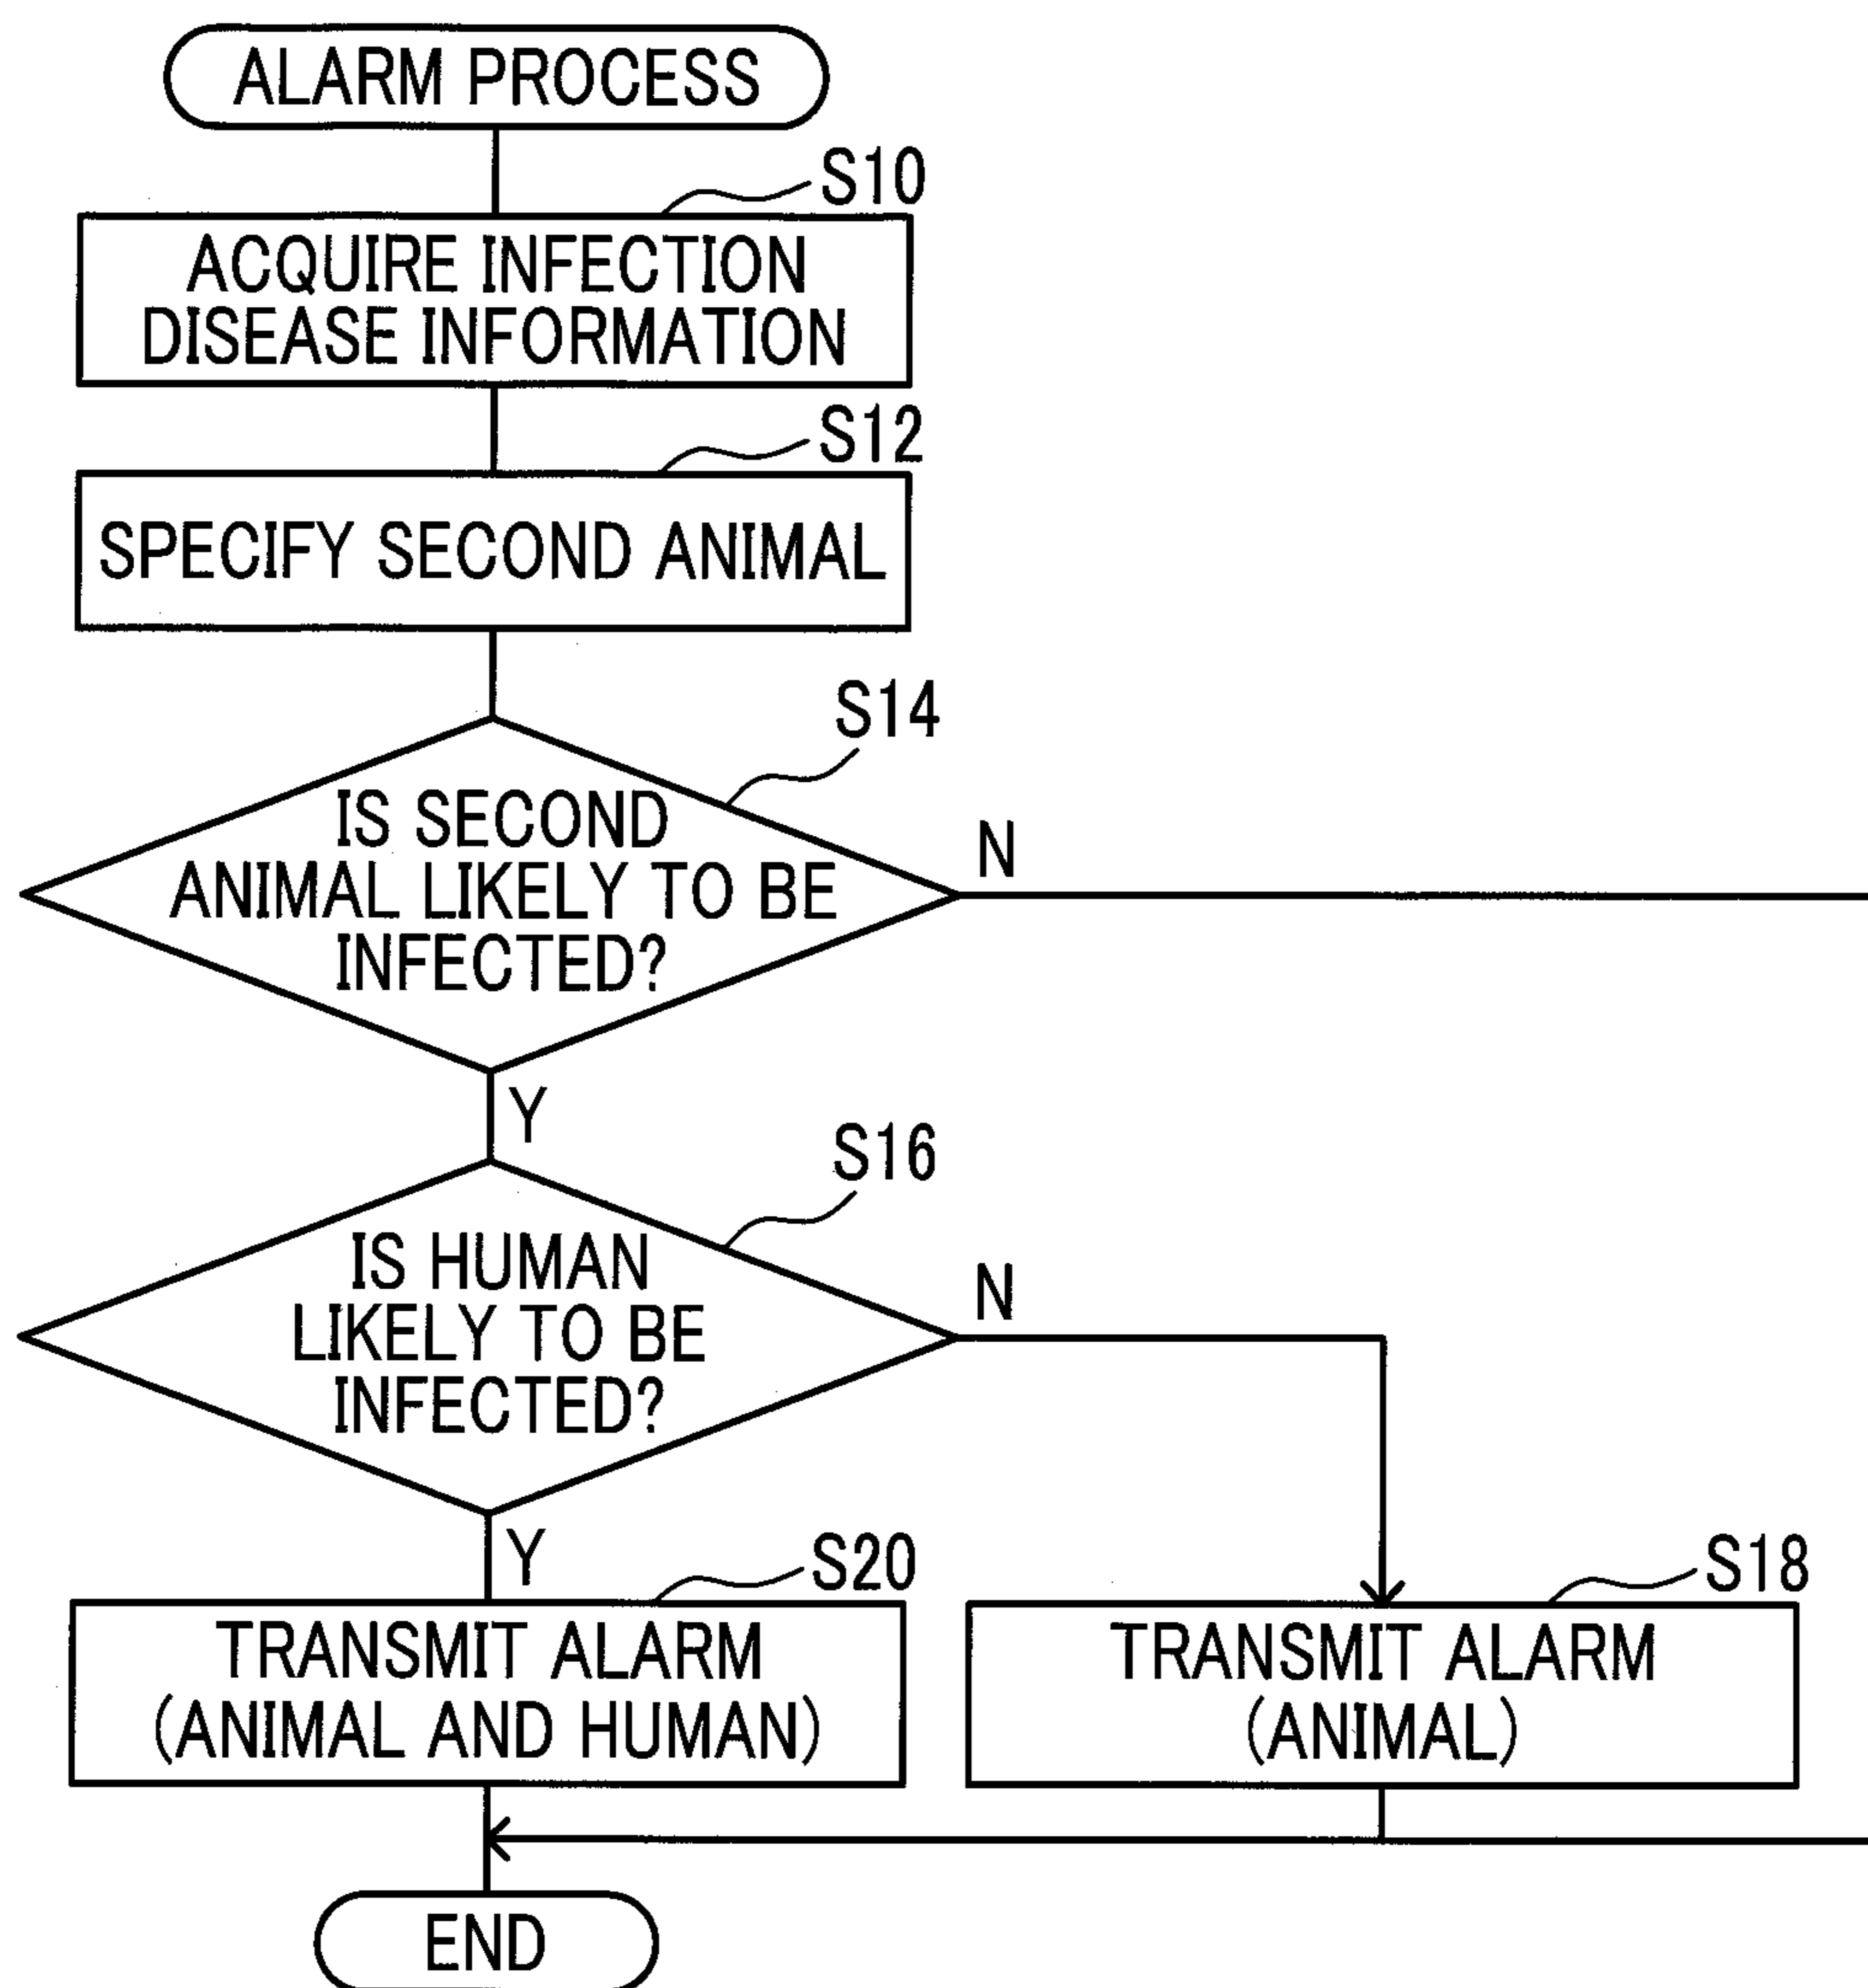 ALARM PROCESS
S10
ACQUIRE INFECTION
DISEASE INFORMATION
S12
SPECIFY SECOND ANIMAL
S14
IS SECOND
ANIMAL LIKELY TO BE
INFECTED?
N
Y
S16
IS HUMAN
LIKELY TO BE
INFECTED?
N
Y
S20
TRANSMIT ALARM
(ANIMAL AND HUMAN)
S18
TRANSMIT ALARM
(ANIMAL)
END